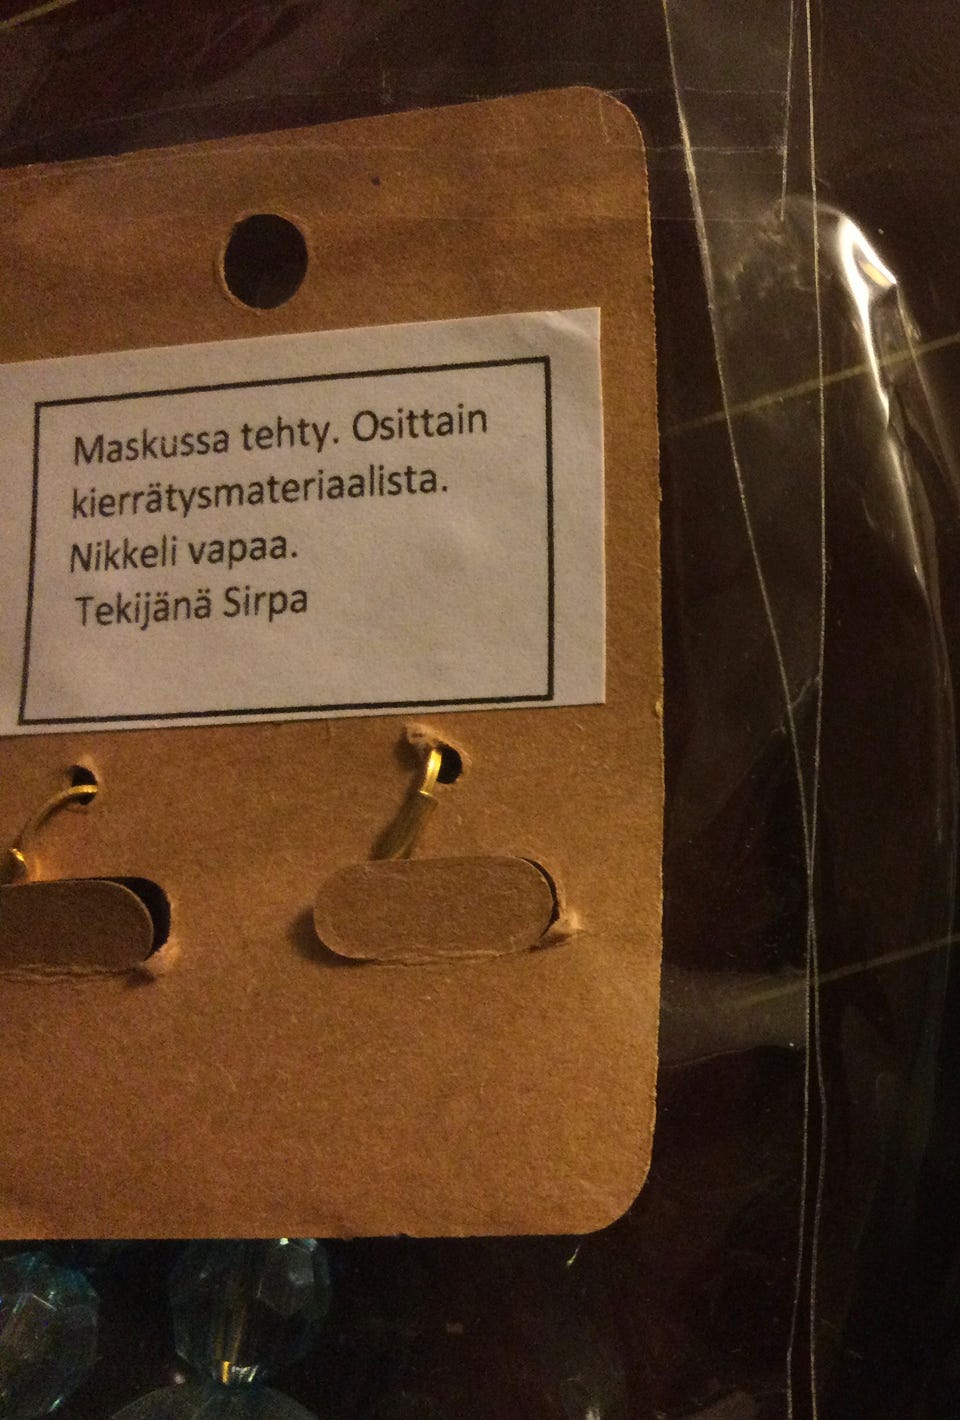 Maskussa tehty. Osittain
kierrätysmateriaalista.
Nikkeli vapaa.
Tekijänä Sirpa